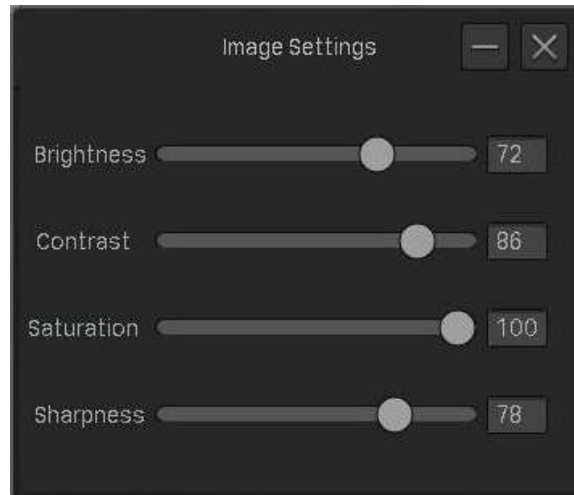 Image Settings
Brightness 72
Contrast 86
Saturation 100
Sharpness 78